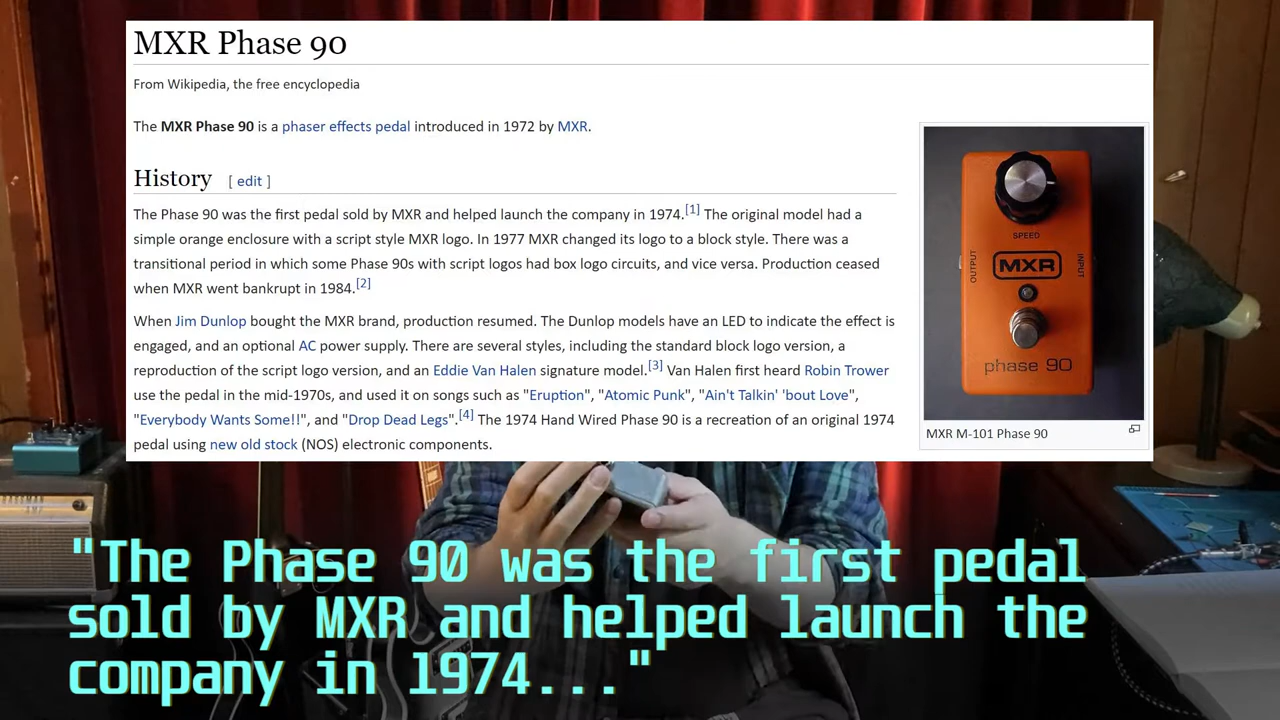 MXR Phase 90
From Wikipedia, the free encyclopedia
The MXR Phase 90 is a phaser effects pedal introduced in 1972 by MXR.
History [ edit ]
The Phase 90 was the first pedal sold by MXR and helped launch the company in 1974.[1] The original model had a
simple orange enclosure with a script style MXR logo. In 1977 MXR changed its logo to a block style. There was a
transitional period in which some Phase 90s with script logos had box logo circuits, and vice versa. Production ceased
when MXR went bankrupt in 1984.[2]
When Jim Dunlop bought the MXR brand, production resumed. The Dunlop models have an LED to indicate the effect is
engaged, and an optional AC power supply. There are several styles, including the standard block logo version, a
reproduction of the script logo version, and an Eddie Van Halen signature model.[3] Van Halen first heard Robin Trower
use the pedal in the mid-1970s, and used it on songs such as "Eruption", "Atomic Punk", "Ain't Talkin' 'bout Love",
"Everybody Wants Some!!", and "Drop Dead Legs".[4] The 1974 Hand Wired Phase 90 is a recreation of an original 1974
pedal using new old stock (NOS) electronic components.
SPEED
OUTPUT
MXR
INPUT
phase 90
MXR M-101 Phase 90
"The Phase 90 was the first pedal
sold by MXR and helped launch the
company in 1974..."